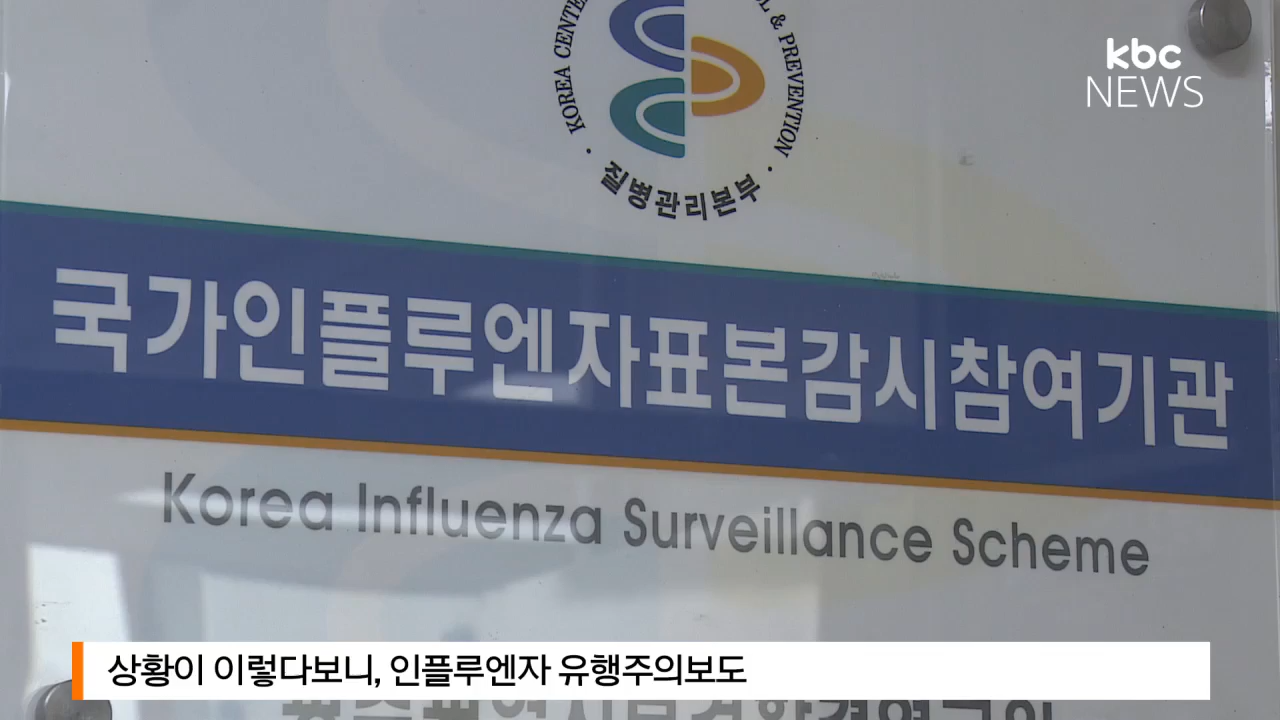 kbc
NEWS
KOREA CENTE
& PREVENTION
질병관리본부
국가인플루엔자표본감시참여기관
Korea Influenza Surveillance Scheme
상황이 이렇다보니, 인플루엔자 유행주의보도